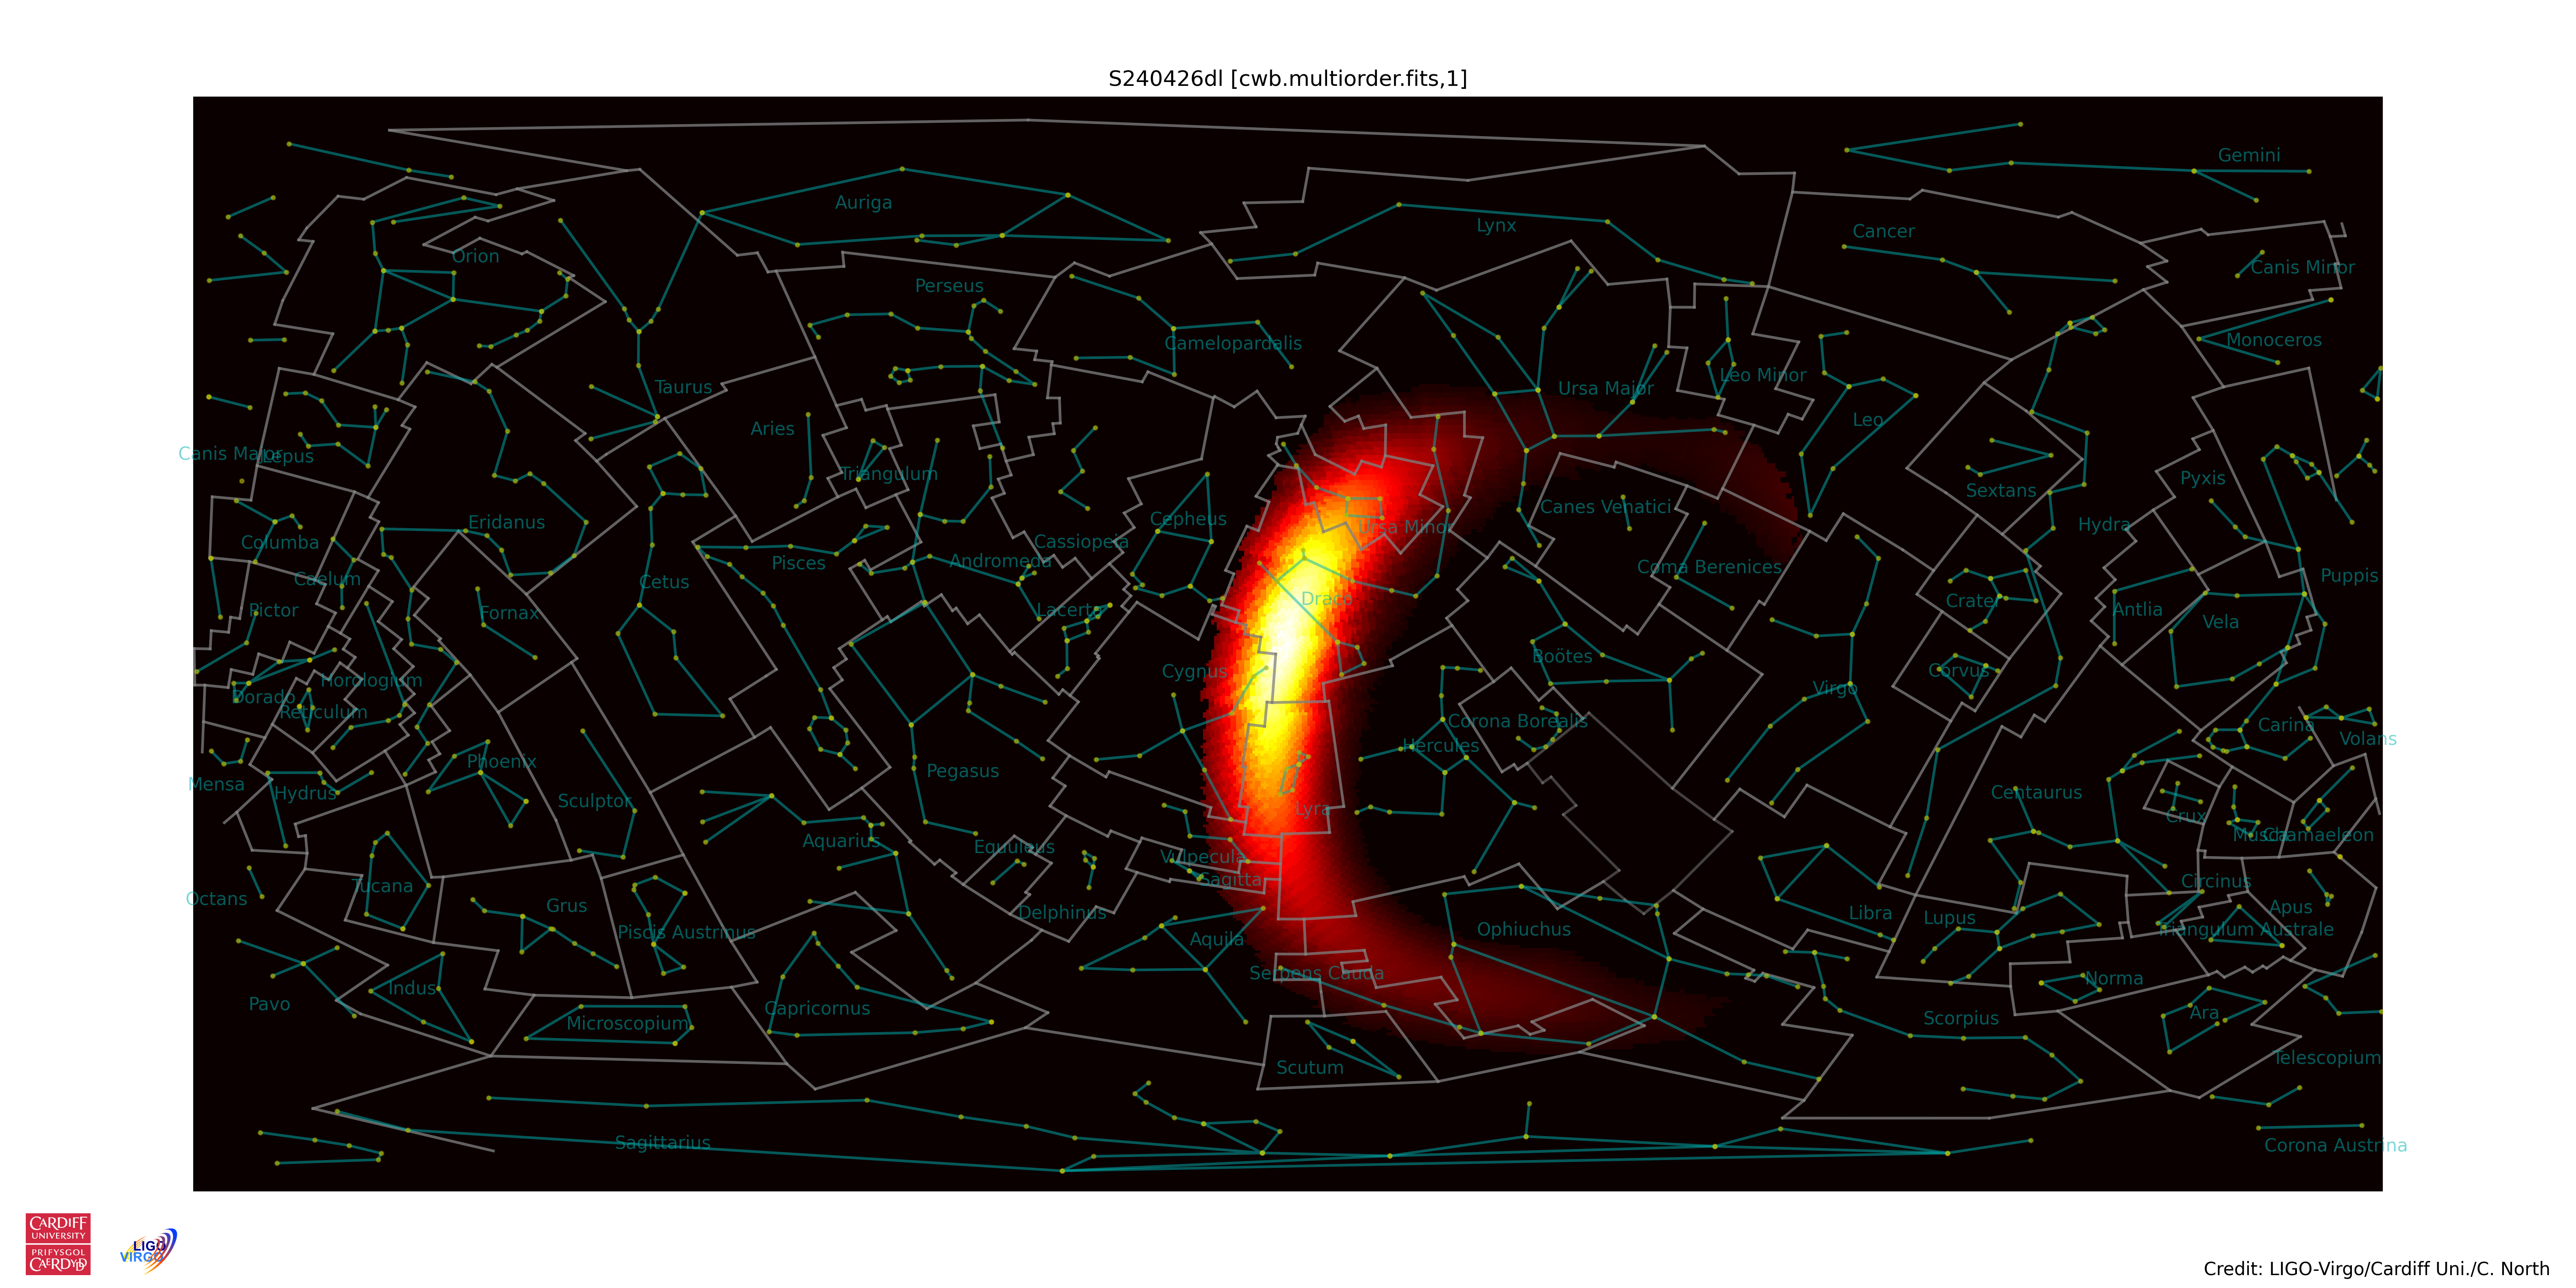 S240426dl [cwb.multiorder.fits,1]
Gemini
Auriga
Lynx
Cancer
Orion
Canis Minor
Perseus
Camelopardalis
Monoceros
Taurus
Ursa Major
Leo Minor
Aries
Leo
Canis Major
Lepus
Triangulum
Pyxis
Sextans
Canes Venatici
Eridanus
Cepheus
Ursa Minor
Hydra
Columba
Cassiopeia
Andromeda
Pisces
Coma Berenices
Puppis
Caelum
Cetus
Draco
Crater
Pictor
Fornax
Lacerta
Antlia
Vela
Boötes
Cygnus
Corvus
Horologium
Virgo
Dorado
Reticulum
Corona Borealis
Carina
Volans
Hercules
Phoenix
Pegasus
Mensa
Hydrus
Centaurus
Sculptor
Lyra
Crux
Musca
Chamaeleon
Aquarius
Equuleus
Vulpecula
Sagitta
Circinus
Tucana
Octans
Grus
Delphinus
Libra
Lupus
Apus
Piscis Austrinus
Aquila
Ophiuchus
Triangulum Australe
Serpens Cauda
Norma
Indus
Pavo
Capricornus
Ara
Microscopium
Scorpius
Telescopium
Scutum
Sagittarius
Corona Austrina
CARDIFF
UNIVERSITY
PRIFYSGOL
CAERDYDD
LIGO
VIRGO
Credit: LIGO-Virgo/Cardiff Uni./C. North